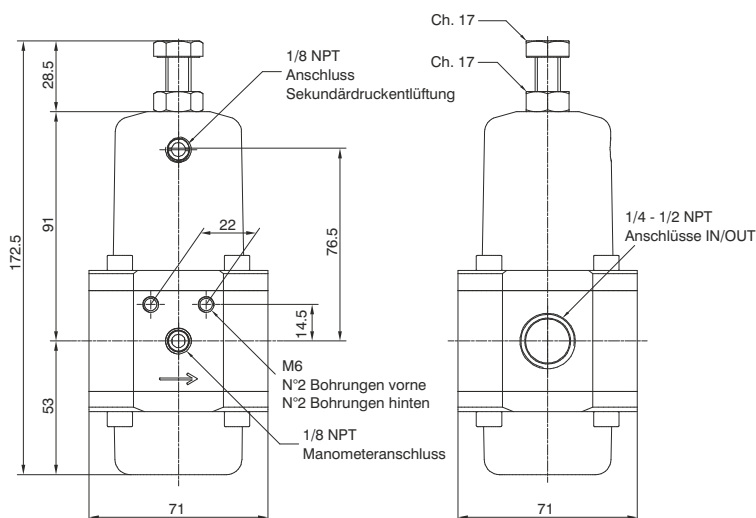 1/8 NPT
Anschluss
Sekundärdruckentlüftung
28.5
91
172.5
53
22
76.5
14.5
M6
N°2 Bohrungen vorne
N°2 Bohrungen hinten
1/8 NPT
Manometeranschluss
71
Ch. 17
Ch. 17
1/4 - 1/2 NPT
Anschlüsse IN/OUT
71